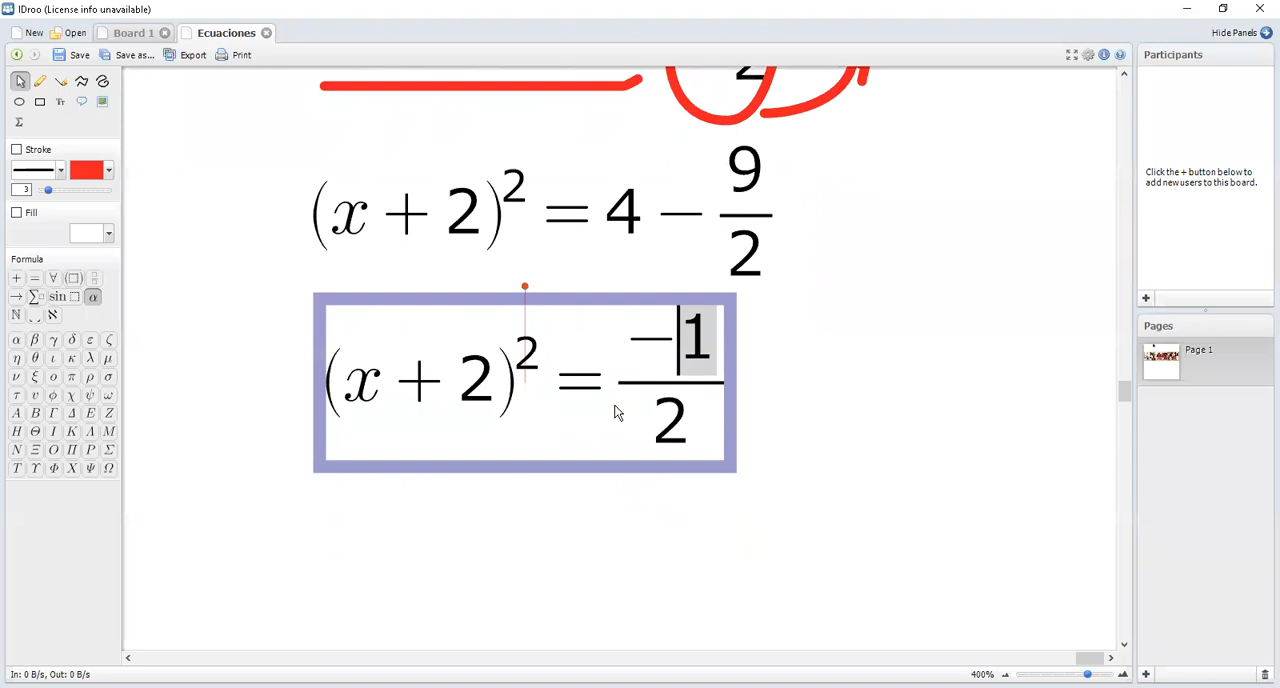 IDroo (License info unavailable)
New Open Board 1 Ecuaciones Hide Panels
Save Save as... Export Print
Participants
Click the + button below to
add new users to this board.
Pages
Page 1
Tr
Σ
Stroke
3
Fill
Formula
+ = ∀ (□)
→ Σ□ sin □ α
ℕ ℵ
α β γ δ ε ζ
η θ ι κ λ μ
ν ξ ο π ρ σ
τ υ φ χ ψ ω
Α Β Γ Δ Ε Ζ
Η Θ Ι Κ Λ Μ
Ν Ξ Ο Π Ρ Σ
Τ Υ Φ Χ Ψ Ω
2
(x + 2)² = 4 − 9/2
(x + 2)² = −1/2
In: 0 B/s, Out: 0 B/s
400%